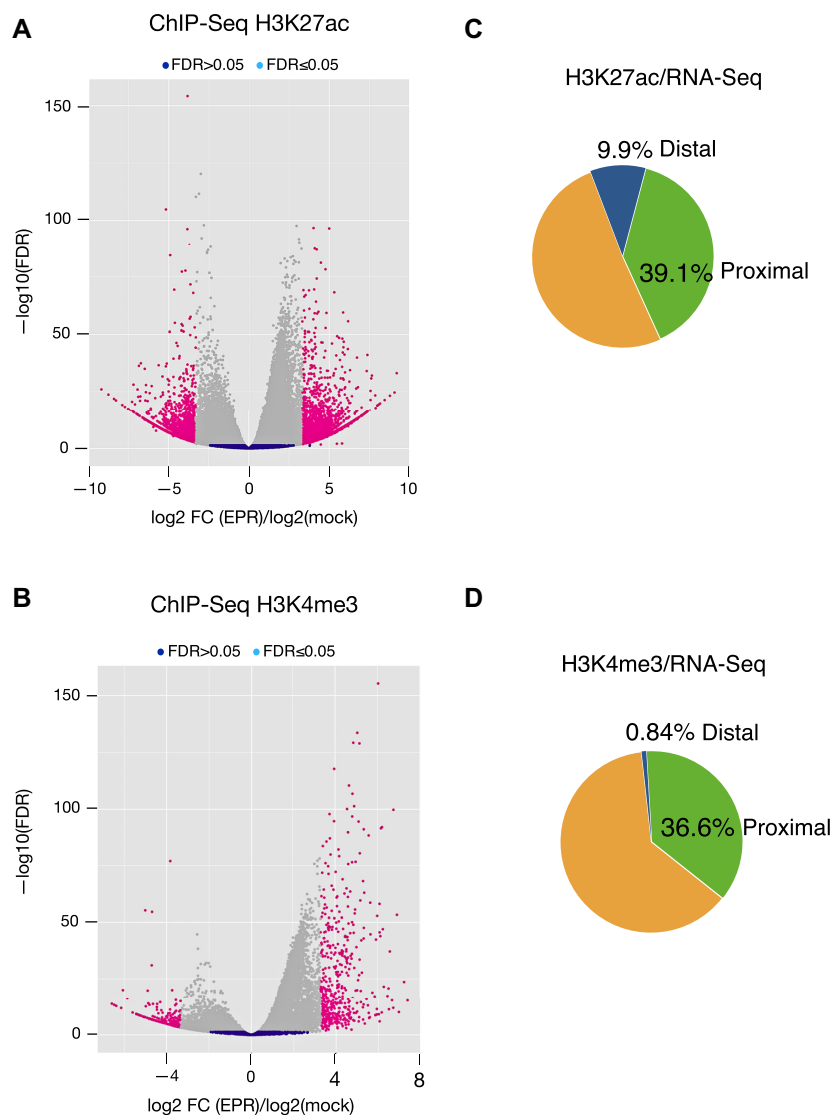 A
ChIP-Seq H3K27ac
FDR>0.05 FDR≤0.05
150
100
50
0
—log10(FDR)
—10 —5 0 5 10
log2 FC (EPR)/log2(mock)
C
H3K27ac/RNA-Seq
9.9% Distal
39.1% Proximal
B
ChIP-Seq H3K4me3
FDR>0.05 FDR≤0.05
150
100
50
0
—log10(FDR)
—4 0 4 8
log2 FC (EPR)/log2(mock)
D
H3K4me3/RNA-Seq
0.84% Distal
36.6% Proximal